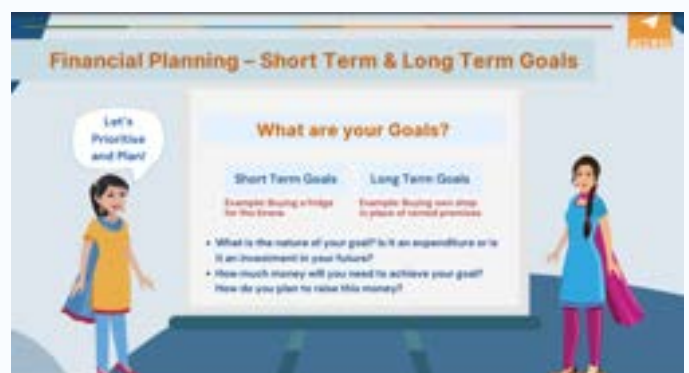 Financial Planning – Short Term & Long Term Goals
Let's
Prioritise
and Plan!
What are your Goals?
Short Term Goals
Example: Buying a fridge
for the home
Long Term Goals
Example: Buying own shop
in place of rented premises
• What is the nature of your goal? Is it an expenditure or is
it an investment in your future?
• How much money will you need to achieve your goal?
How do you plan to raise this money?